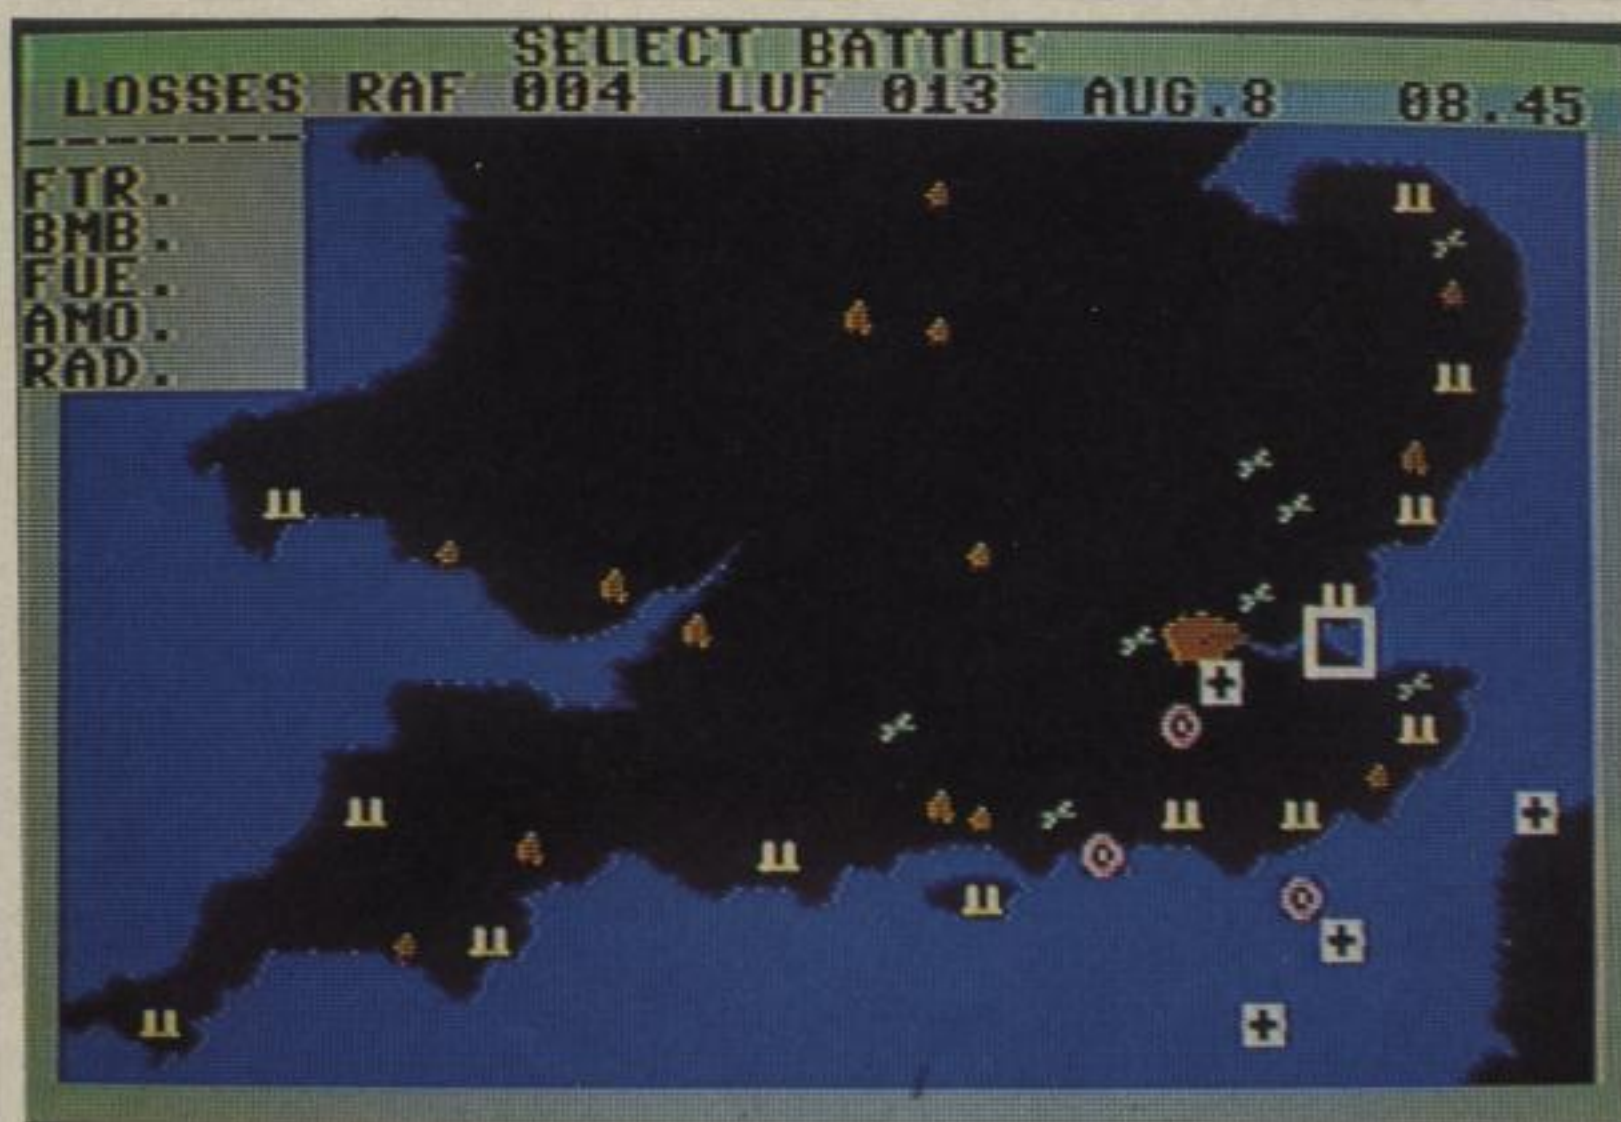 SELECT BATTLE
LOSSES RAF 004 LUF 013 AUG.8 08.45
-------
FTR.
BMB.
FUE.
AMO.
RAD.